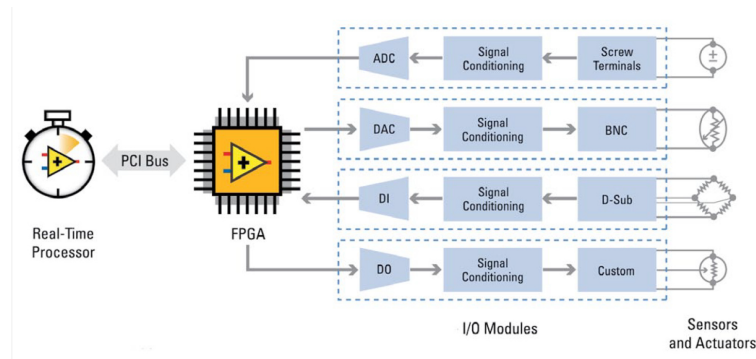 ADC
Signal
Conditioning
Screw
Terminals
±
DAC
Signal
Conditioning
BNC
PCI Bus
+
+
DI
Signal
Conditioning
D-Sub
Real-Time
Processor
FPGA
DO
Signal
Conditioning
Custom
I/O Modules
Sensors
and Actuators